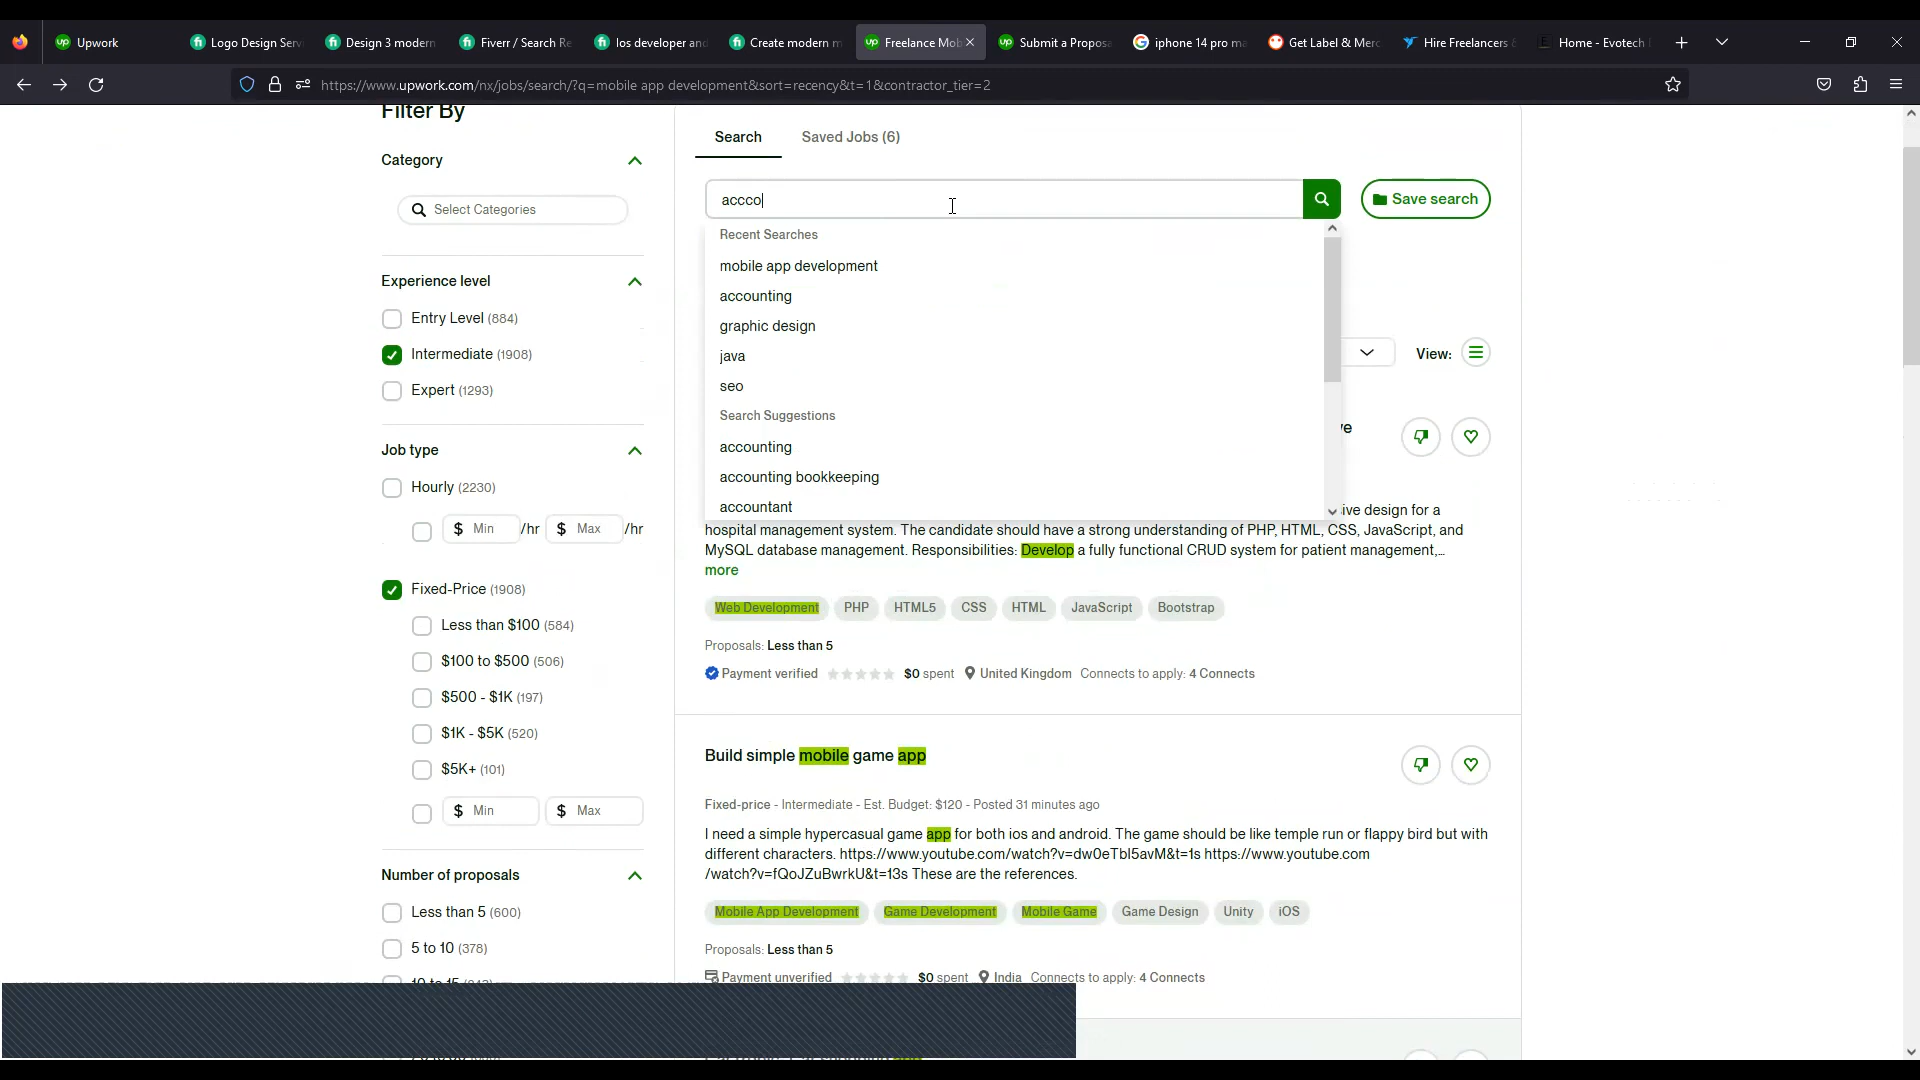 Upwork
Logo Design Serv
Design 3 modern
Fiverr / Search Re
Ios developer and
Create modern m
Freelance Mob
Submit a Proposa
iphone 14 pro ma
Get Label & Merc
Hire Freelancers &
Home - Evotech
https://www.upwork.com/nx/jobs/search/?q=mobile app development&sort=recency&t=1&contractor_tier=2
Filter By
Category
Select Categories
Experience level
Entry Level (884)
Intermediate (1908)
Expert (1293)
Job type
Hourly (2230)
$ Min /hr $ Max /hr
Fixed-Price (1908)
Less than $100 (584)
$100 to $500 (506)
$500 - $1K (197)
$1K - $5K (520)
$5K+ (101)
$ Min $ Max
Number of proposals
Less than 5 (600)
5 to 10 (378)
Search
Saved Jobs (6)
accco
Save search
Recent Searches
mobile app development
accounting
graphic design
java
seo
Search Suggestions
accounting
accounting bookkeeping
accountant
View:
ive design for a
hospital management system. The candidate should have a strong understanding of PHP, HTML, CSS, JavaScript, and
MySQL database management. Responsibilities: Develop a fully functional CRUD system for patient management,...
more
Web Development PHP HTML5 CSS HTML JavaScript Bootstrap
Proposals: Less than 5
Payment verified $0 spent United Kingdom Connects to apply: 4 Connects
Build simple mobile game app
Fixed-price - Intermediate - Est. Budget: $120 - Posted 31 minutes ago
I need a simple hypercasual game app for both ios and android. The game should be like temple run or flappy bird but with
different characters. https://www.youtube.com/watch?v=dw0eTbl5avM&t=1s https://www.youtube.com
/watch?v=fQoJZuBwrkU&t=13s These are the references.
Mobile App Development Game Development Mobile Game Game Design Unity iOS
Proposals: Less than 5
Payment unverified $0 spent India Connects to apply: 4 Connects